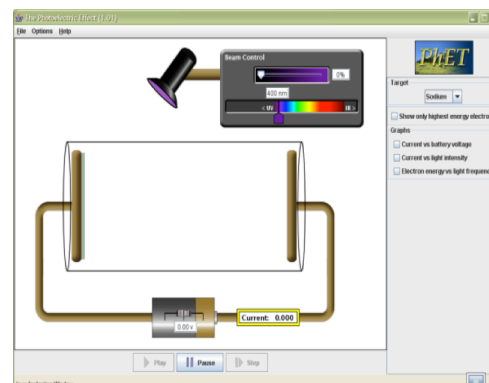 The Photoelectric Effect (1.01)
File Options Help
Beam Control
0%
400 nm
< UV
IR >
PhET
Target
Sodium
Show only highest energy electro
Graphs
Current vs battery voltage
Current vs light intensity
Electron energy vs light frequenc
0.00 v
Current: 0.000
Play
Pause
Step